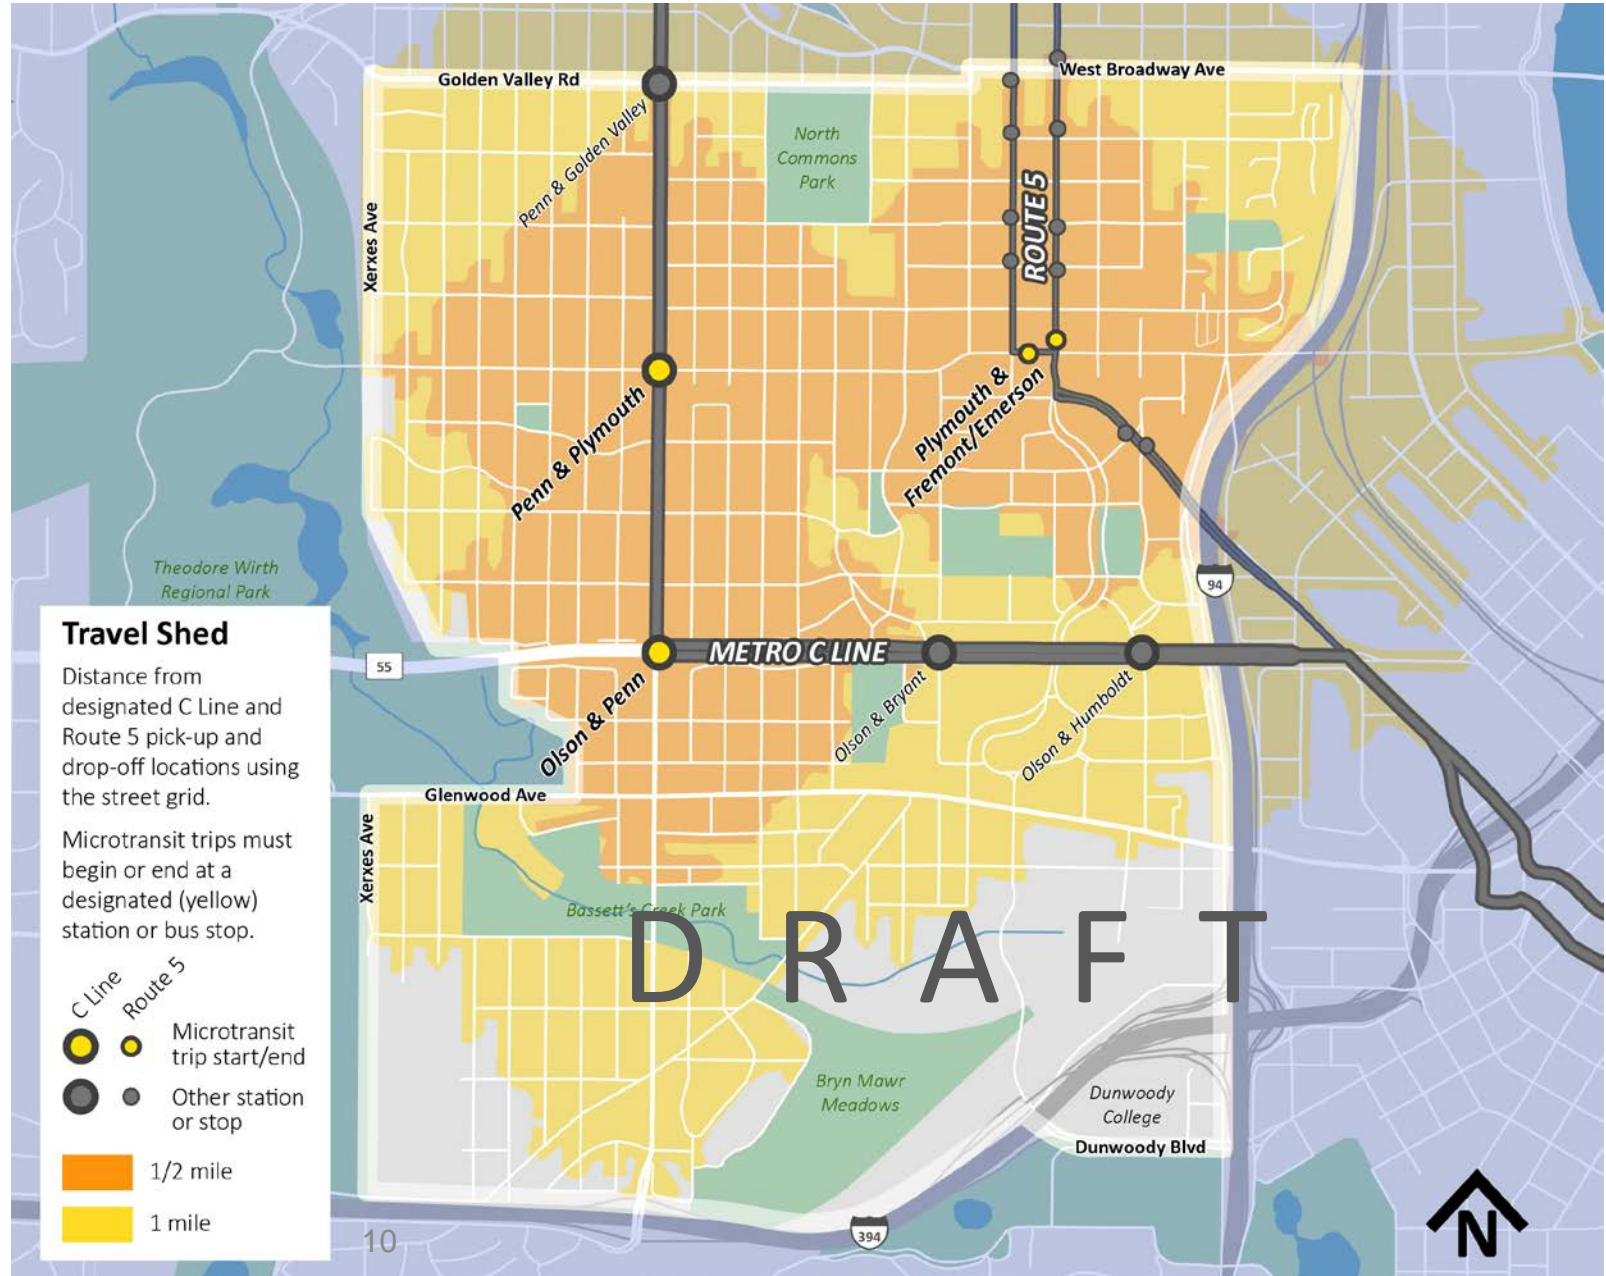 Golden Valley Rd
West Broadway Ave
Penn & Golden Valley
North
Commons
Park
ROUTE 5
Xerxes Ave
Penn & Plymouth
Plymouth &
Fremont/Emerson
Theodore Wirth
Regional Park
94
METRO C LINE
55
Olson & Penn
Olson & Bryant
Olson & Humboldt
Glenwood Ave
Xerxes Ave
Bassett's Creek Park
D R A F T
Bryn Mawr
Meadows
Dunwoody
College
Dunwoody Blvd
394
Travel Shed
Distance from
designated C Line and
Route 5 pick-up and
drop-off locations using
the street grid.
Microtransit trips must
begin or end at a
designated (yellow)
station or bus stop.
C Line
Route 5
Microtransit
trip start/end
Other station
or stop
1/2 mile
1 mile
10
N